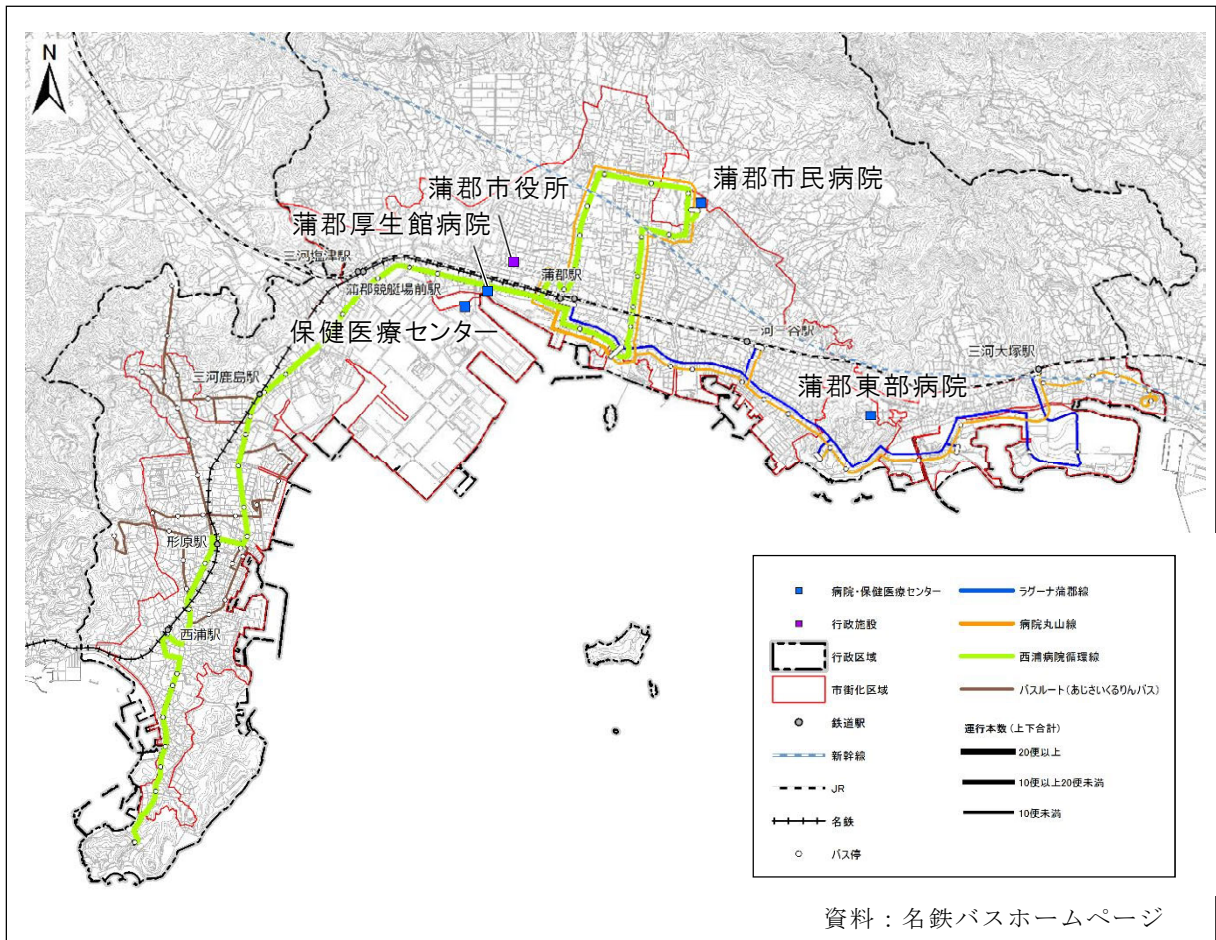 N
蒲郡市民病院
蒲郡市役所
蒲郡厚生館病院
三河塩津駅
蒲郡駅
蒲郡競艇場前駅
保健医療センター
三河三谷駅
三河大塚駅
三河鹿島駅
蒲郡東部病院
形原駅
西浦駅
病院・保健医療センター
行政施設
行政区域
市街化区域
鉄道駅
新幹線
JR
名鉄
バス停
ラグーナ蒲郡線
病院丸山線
西浦病院循環線
バスルート(あじさいくるりんバス)
運行本数(上下合計)
20便以上
10便以上20便未満
10便未満
資料：名鉄バスホームページ